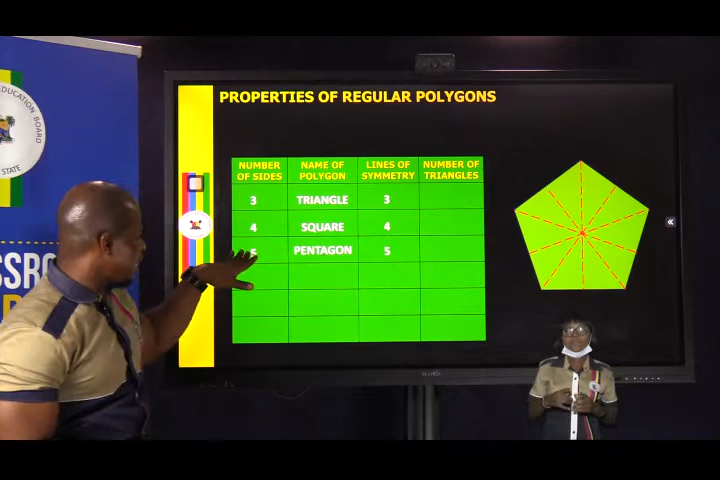 PROPERTIES OF REGULAR POLYGONS
NUMBER OF SIDES NAME OF POLYGON LINES OF SYMMETRY NUMBER OF TRIANGLES
3 TRIANGLE 3
4 SQUARE 4
5 PENTAGON 5
EDUCATION BOARD
STATE